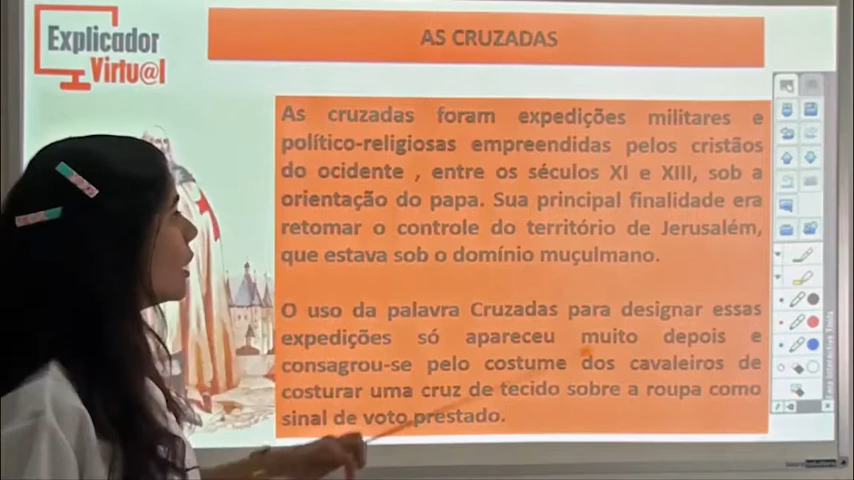 Explicador
Virtu@l
AS CRUZADAS
As cruzadas foram expedições militares e
político-religiosas empreendidas, pelos cristãos
do ocidente , entre os séculos XI e XIII, sob a
orientação do papa. Sua principal finalidade era
retomar o controle do território de Jerusalém,
que estava sob o domínio muçulmano.
O uso da palavra Cruzadas para designar essas
expedições só apareceu muito depois e
consagrou-se pelo costume dos cavaleiros de
costurar uma cruz de tecido sobre a roupa como
sinal de voto prestado.